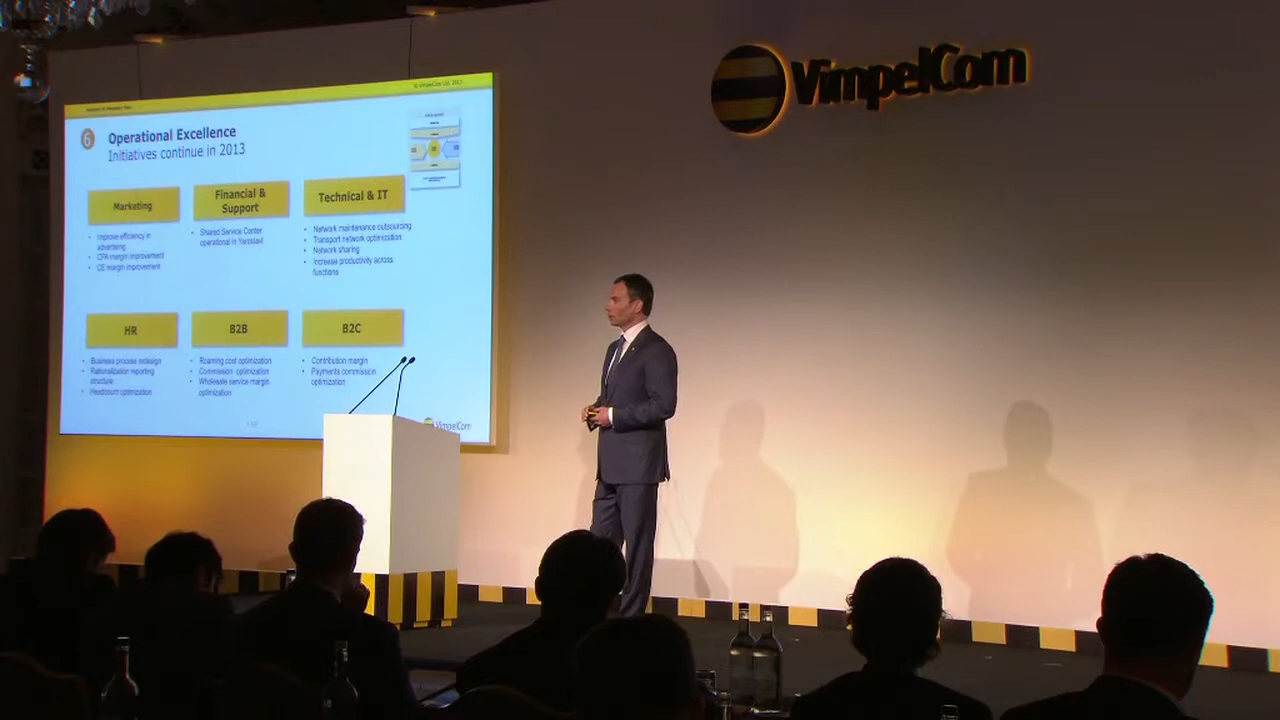 VimpelCom
© VimpelCom Ltd. 2013
6
Operational Excellence
Initiatives continue in 2013
Marketing
Financial &
Support
Technical & IT
• Improve efficiency in
advertising
• CPA margin improvement
• CE margin improvement
• Shared Service Center
operational in Yaroslavl
• Network maintenance outsourcing
• Transport network optimization
• Network sharing
• Increase productivity across
functions
HR
B2B
B2C
• Business process redesign
• Rationalization reporting
structure
• Headcount optimization
• Roaming cost optimization
• Commission optimization
• Wholesale service margin
optimization
• Contribution margin
• Payments commission
optimization
VimpelCom